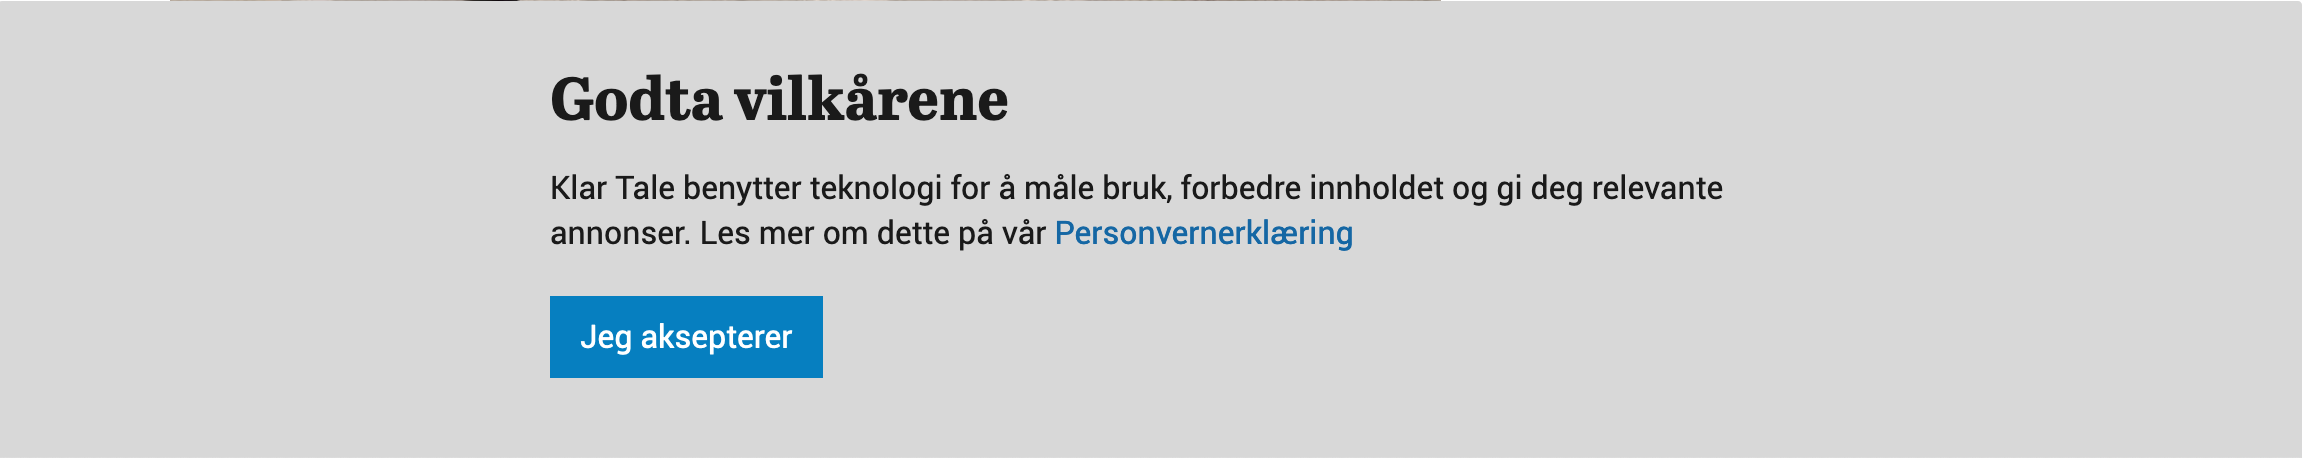 Godta vilkårene
Klar Tale benytter teknologi for å måle bruk, forbedre innholdet og gi deg relevante
annonser. Les mer om dette på vår Personvernerklæring
Jeg aksepterer